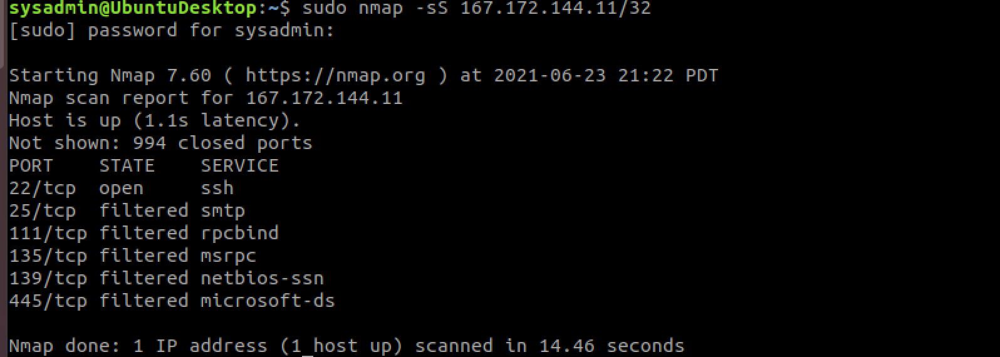 sysadmin@UbuntuDesktop:~$ sudo nmap -sS 167.172.144.11/32
[sudo] password for sysadmin:
Starting Nmap 7.60 ( https://nmap.org ) at 2021-06-23 21:22 PDT
Nmap scan report for 167.172.144.11
Host is up (1.1s latency).
Not shown: 994 closed ports
PORT    STATE    SERVICE
22/tcp  open     ssh
25/tcp  filtered smtp
111/tcp filtered rpcbind
135/tcp filtered msrpc
139/tcp filtered netbios-ssn
445/tcp filtered microsoft-ds
Nmap done: 1 IP address (1 host up) scanned in 14.46 seconds